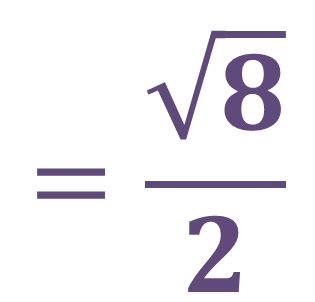 = √8
2